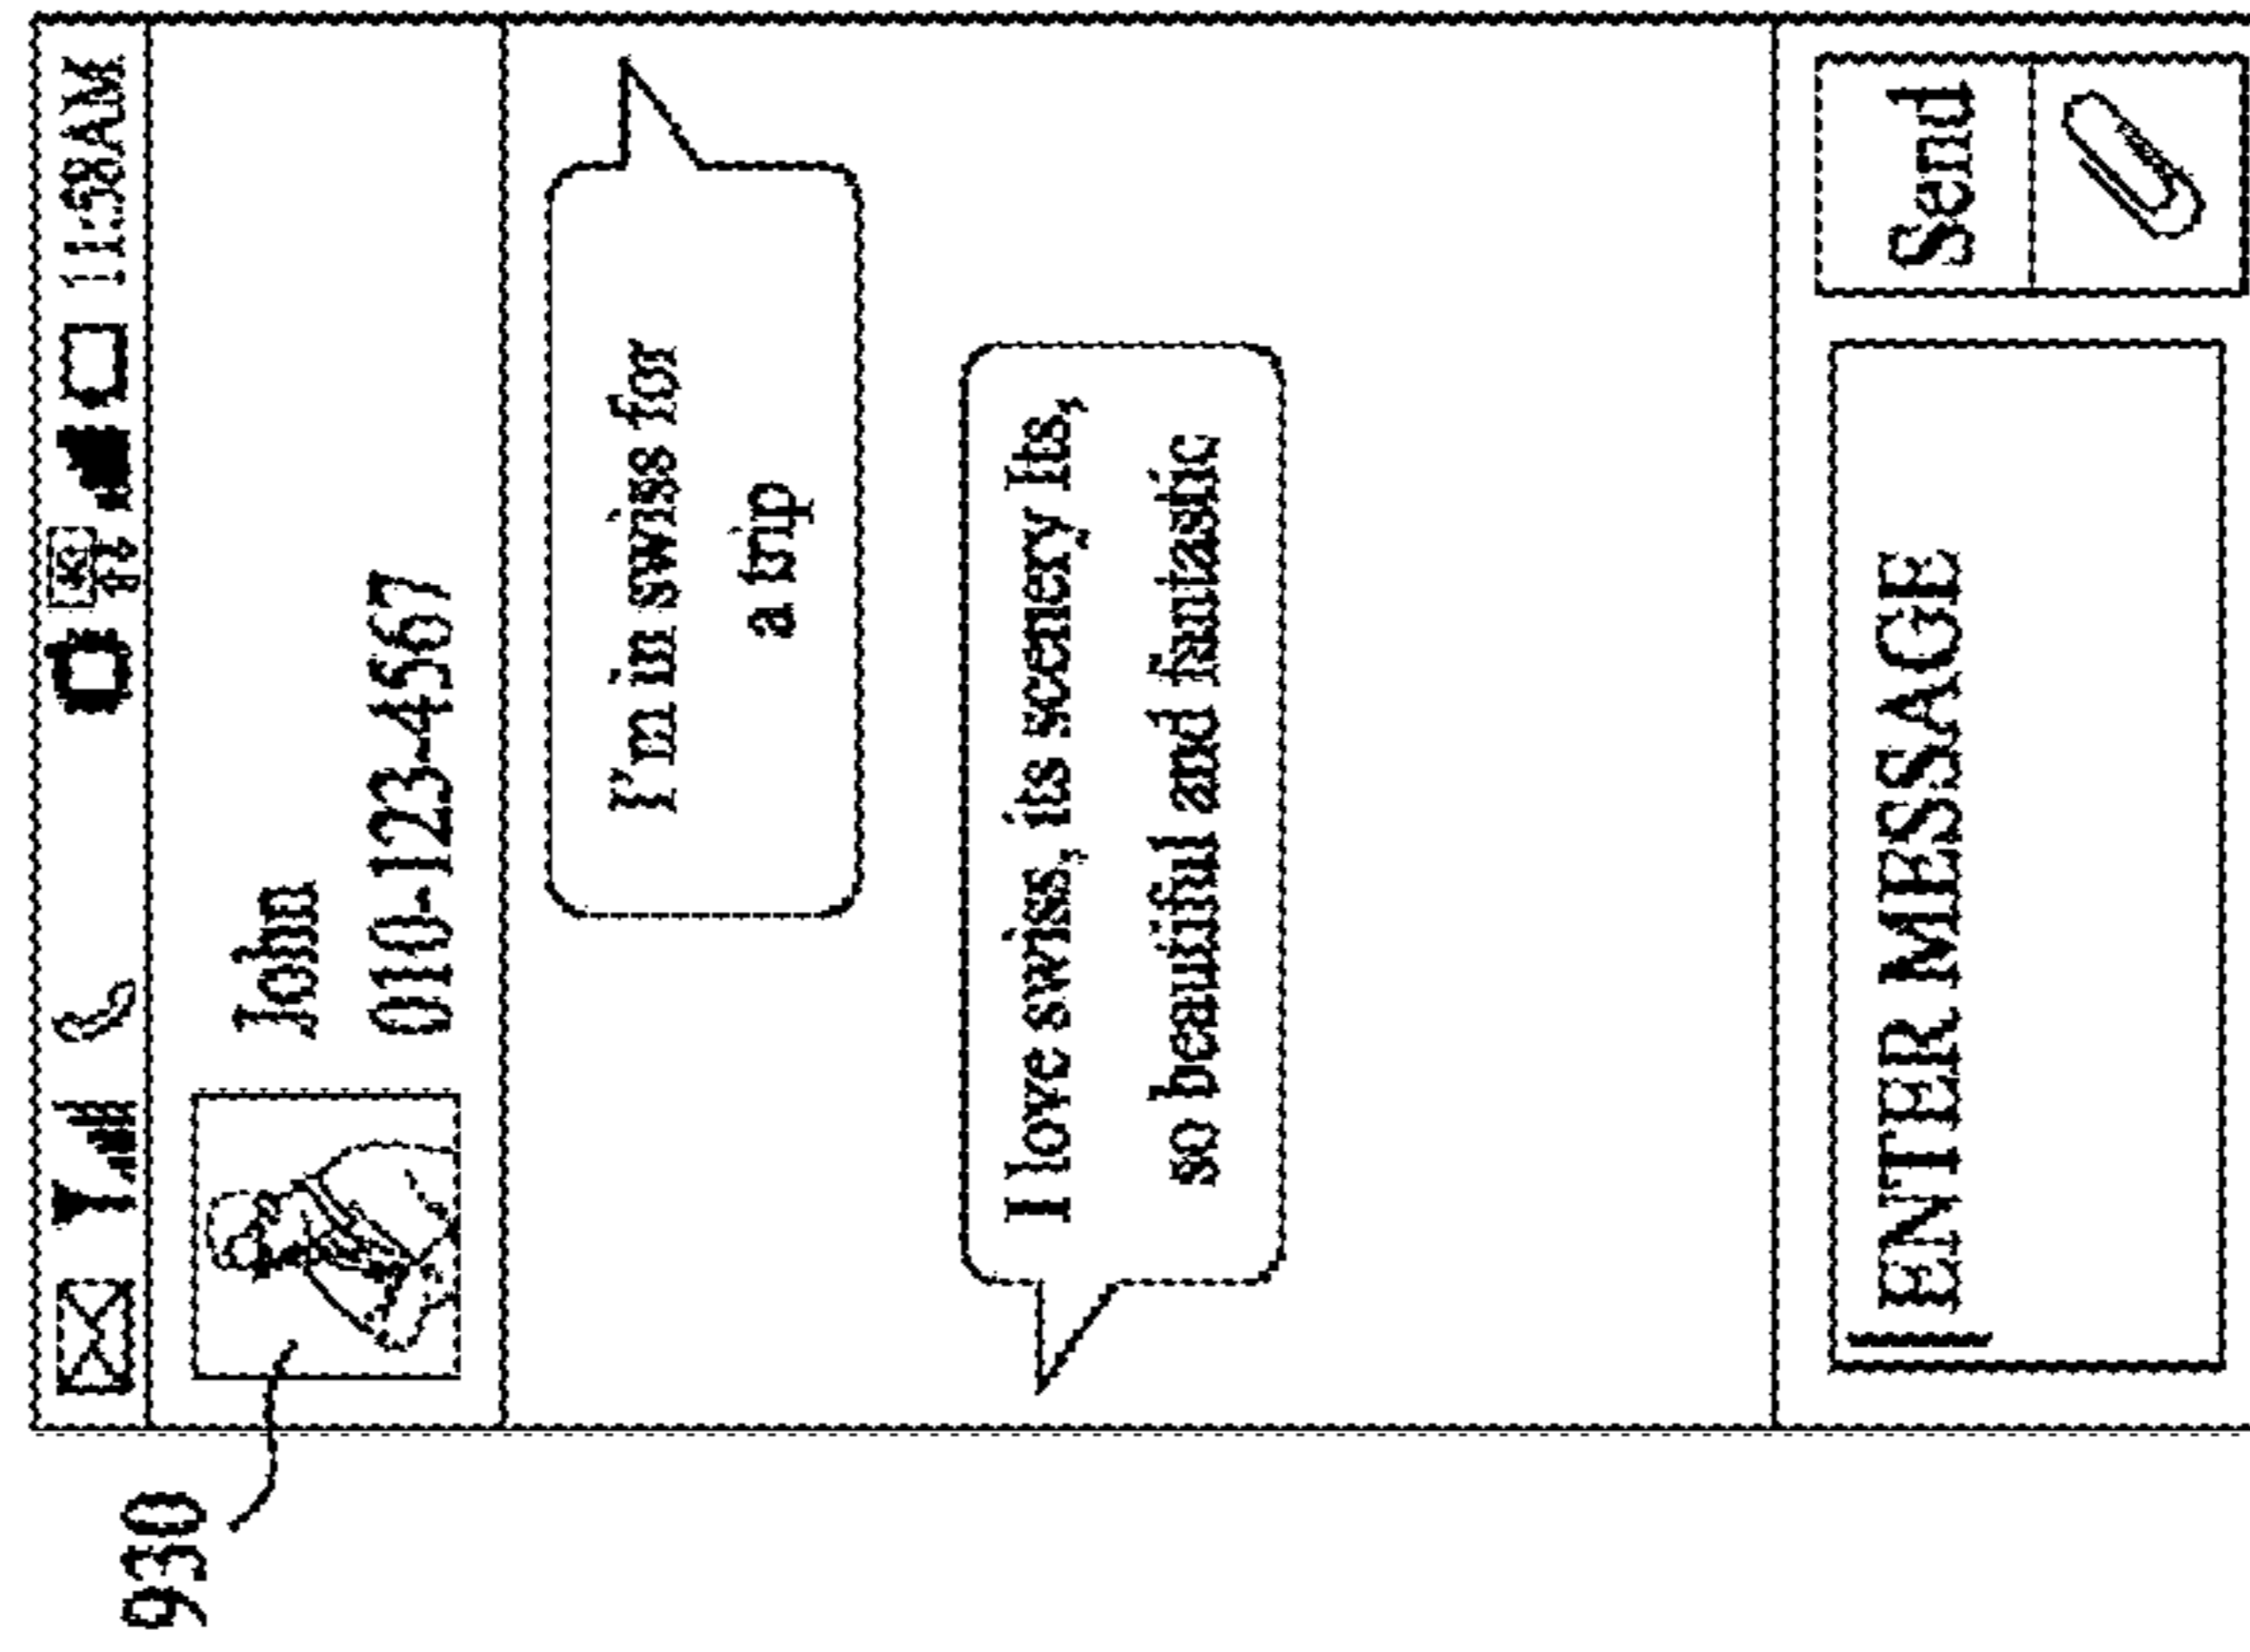 11:58AM
John
010-123-4567
I'm in swiss for
a trip
I love swiss, its scenery Its,
so beautiful and fantastic
ENTER MESSAGE
Send
930